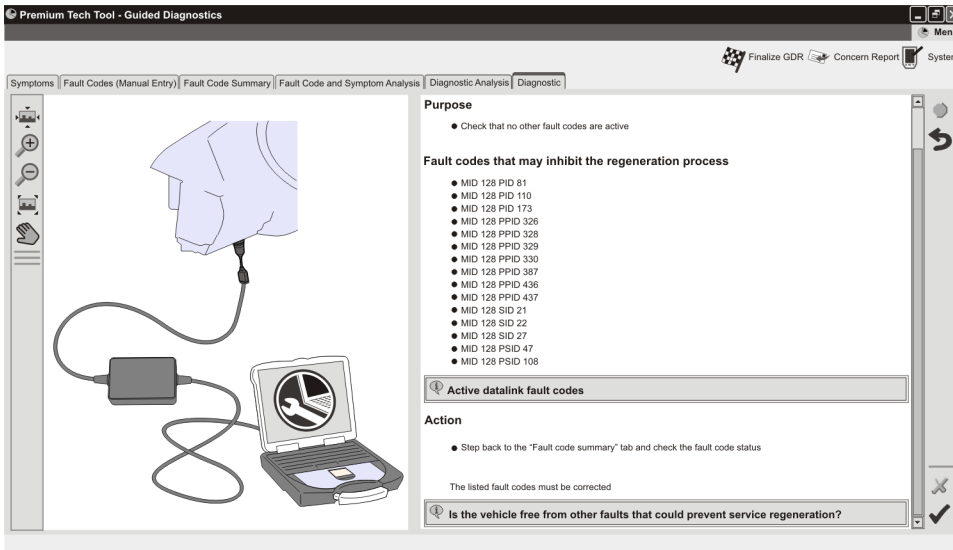 Premium Tech Tool - Guided Diagnostics
Men
Finalize GDR Concern Report System
Symptoms Fault Codes (Manual Entry) Fault Code Summary Fault Code and Symptom Analysis Diagnostic Analysis Diagnostic
Purpose
● Check that no other fault codes are active
Fault codes that may inhibit the regeneration process
● MID 128 PID 81
● MID 128 PID 110
● MID 128 PID 173
● MID 128 PPID 326
● MID 128 PPID 328
● MID 128 PPID 329
● MID 128 PPID 330
● MID 128 PPID 387
● MID 128 PPID 436
● MID 128 PPID 437
● MID 128 SID 21
● MID 128 SID 22
● MID 128 SID 27
● MID 128 PSID 47
● MID 128 PSID 108
Active datalink fault codes
Action
● Step back to the “Fault code summary” tab and check the fault code status
The listed fault codes must be corrected
Is the vehicle free from other faults that could prevent service regeneration?